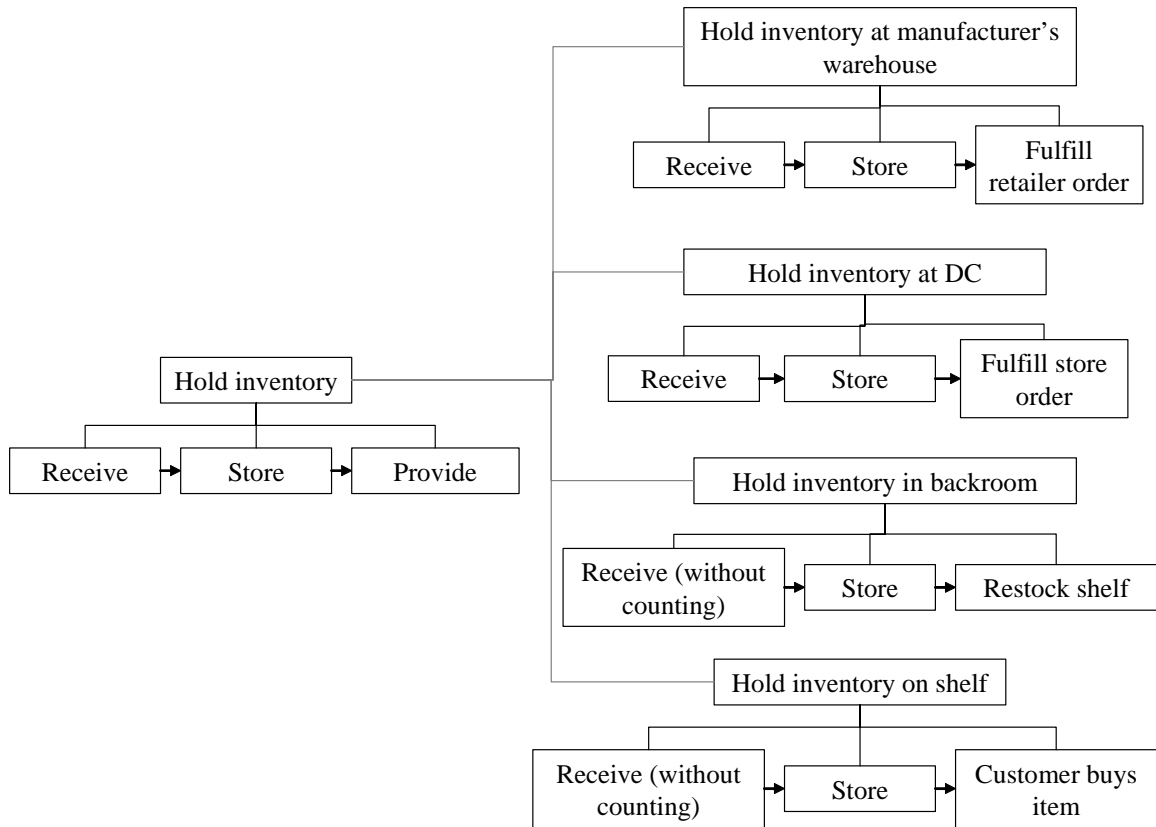 Hold inventory at manufacturer’s
warehouse
Receive
Store
Fulfill
retailer order
Hold inventory at DC
Receive
Store
Fulfill store
order
Hold inventory
Receive
Store
Provide
Hold inventory in backroom
Receive (without
counting)
Store
Restock shelf
Hold inventory on shelf
Receive (without
counting)
Store
Customer buys
item